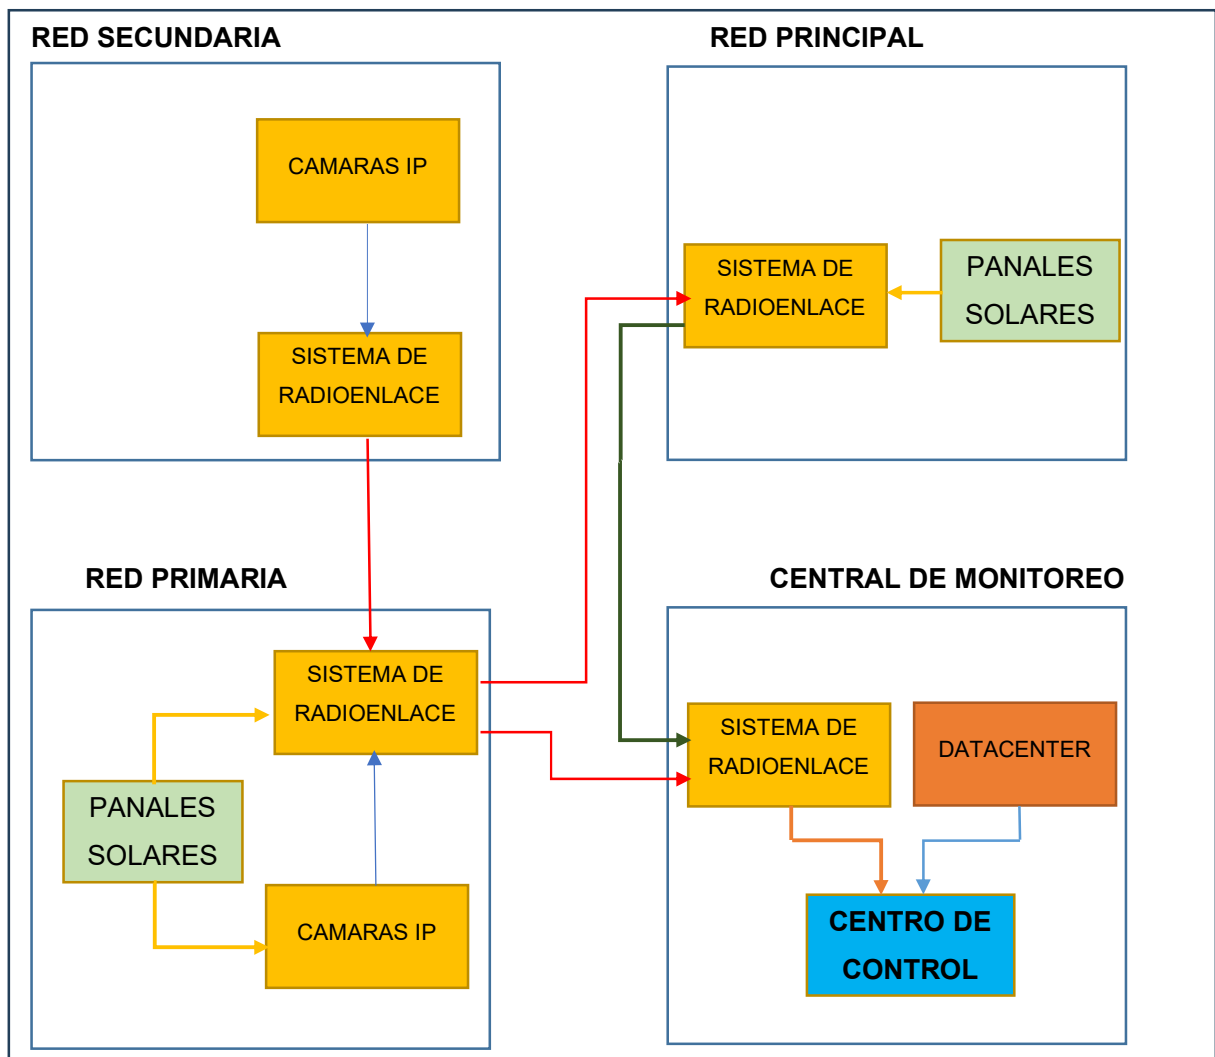 RED SECUNDARIA
CAMARAS IP
SISTEMA DE
RADIOENLACE
RED PRINCIPAL
SISTEMA DE
RADIOENLACE
PANALES
SOLARES
RED PRIMARIA
SISTEMA DE
RADIOENLACE
PANALES
SOLARES
CAMARAS IP
CENTRAL DE MONITOREO
SISTEMA DE
RADIOENLACE
DATACENTER
CENTRO DE
CONTROL